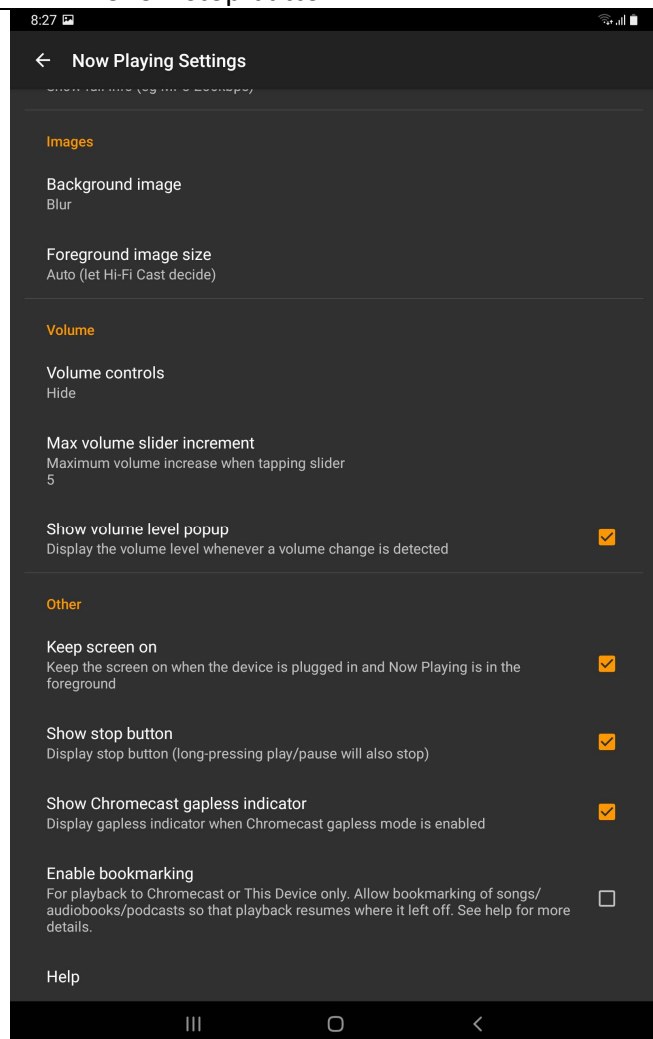 8:27
Now Playing Settings
Images
Background image
Blur
Foreground image size
Auto (let Hi-Fi Cast decide)
Volume
Volume controls
Hide
Max volume slider increment
Maximum volume increase when tapping slider
5
Show volume level popup
Display the volume level whenever a volume change is detected
Other
Keep screen on
Keep the screen on when the device is plugged in and Now Playing is in the
foreground
Show stop button
Display stop button (long-pressing play/pause will also stop)
Show Chromecast gapless indicator
Display gapless indicator when Chromecast gapless mode is enabled
Enable bookmarking
For playback to Chromecast or This Device only. Allow bookmarking of songs/
audiobooks/podcasts so that playback resumes where it left off. See help for more
details.
Help